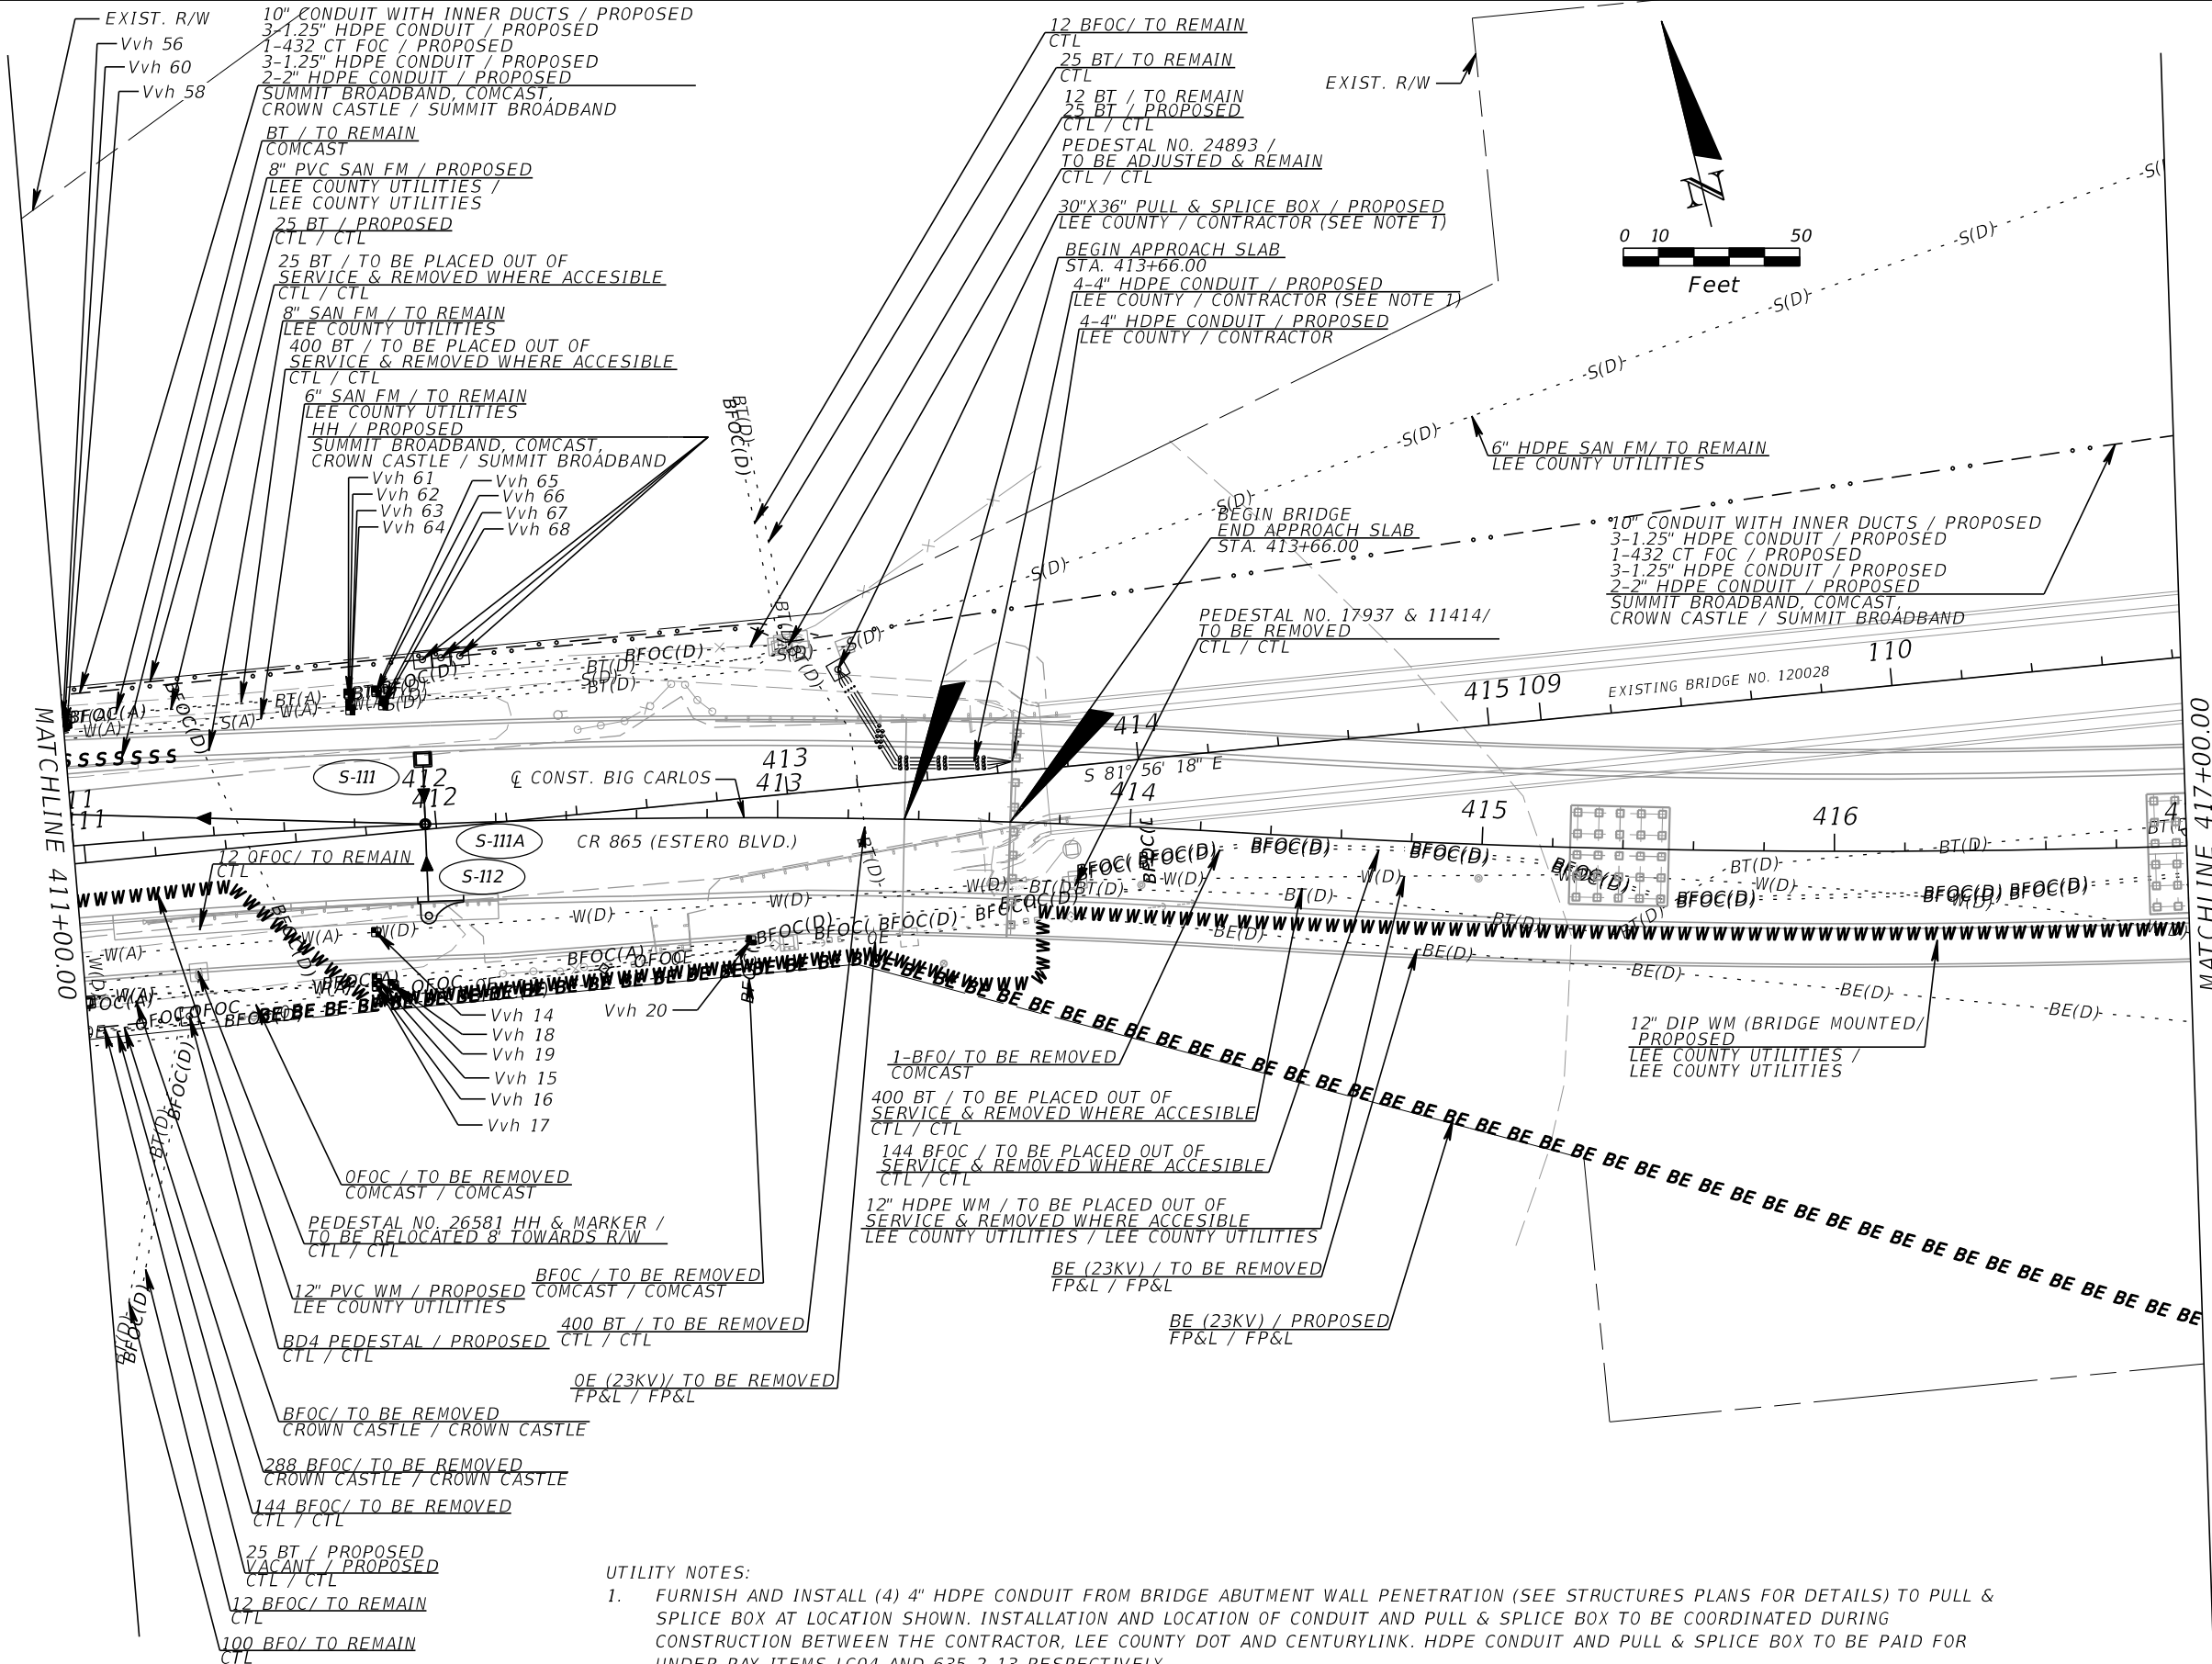 EXIST. R/W
Vvh 56
Vvh 60
Vvh 58
10" CONDUIT WITH INNER DUCTS / PROPOSED
3-1.25" HDPE CONDUIT / PROPOSED
1-432 CT FOC / PROPOSED
3-1.25" HDPE CONDUIT / PROPOSED
2-2" HDPE CONDUIT / PROPOSED
SUMMIT BROADBAND, COMCAST,
CROWN CASTLE / SUMMIT BROADBAND
BT / TO REMAIN
COMCAST
8" PVC SAN FM / PROPOSED
LEE COUNTY UTILITIES /
LEE COUNTY UTILITIES
25 BT / PROPOSED
CTL / CTL
25 BT / TO BE PLACED OUT OF
SERVICE & REMOVED WHERE ACCESIBLE
CTL / CTL
8" SAN FM / TO REMAIN
LEE COUNTY UTILITIES
400 BT / TO BE PLACED OUT OF
SERVICE & REMOVED WHERE ACCESIBLE
CTL / CTL
6" SAN FM / TO REMAIN
LEE COUNTY UTILITIES
HH / PROPOSED
SUMMIT BROADBAND, COMCAST,
CROWN CASTLE / SUMMIT BROADBAND
Vvh 61
Vvh 62
Vvh 63
Vvh 64
Vvh 65
Vvh 66
Vvh 67
Vvh 68
12 BFOC/ TO REMAIN
CTL
25 BT/ TO REMAIN
CTL
12 BT / TO REMAIN
25 BT / PROPOSED
CTL / CTL
PEDESTAL NO. 24893 /
TO BE ADJUSTED & REMAIN
CTL / CTL
30"X36" PULL & SPLICE BOX / PROPOSED
LEE COUNTY / CONTRACTOR (SEE NOTE 1)
BEGIN APPROACH SLAB
STA. 413+66.00
4-4" HDPE CONDUIT / PROPOSED
LEE COUNTY / CONTRACTOR (SEE NOTE 1)
4-4" HDPE CONDUIT / PROPOSED
LEE COUNTY / CONTRACTOR
EXIST. R/W
N
0 10 50
Feet
6" HDPE SAN FM/ TO REMAIN
LEE COUNTY UTILITIES
BEGIN BRIDGE
END APPROACH SLAB
STA. 413+66.00
10" CONDUIT WITH INNER DUCTS / PROPOSED
3-1.25" HDPE CONDUIT / PROPOSED
1-432 CT FOC / PROPOSED
3-1.25" HDPE CONDUIT / PROPOSED
2-2" HDPE CONDUIT / PROPOSED
SUMMIT BROADBAND, COMCAST,
CROWN CASTLE / SUMMIT BROADBAND
PEDESTAL NO. 17937 & 11414/
TO BE REMOVED
CTL / CTL
MATCHLINE 411+00.00
MATCHLINE 417+00.00
EXISTING BRIDGE NO. 120028
110
415 109
414
413
412
S 81° 56' 18" E
℄ CONST. BIG CARLOS
413
412
414
415
416
CR 865 (ESTERO BLVD.)
S-111
S-111A
S-112
12 OFOC/ TO REMAIN
CTL
Vvh 14
Vvh 18
Vvh 19
Vvh 15
Vvh 16
Vvh 17
Vvh 20
OFOC / TO BE REMOVED
COMCAST / COMCAST
PEDESTAL NO. 26581 HH & MARKER /
TO BE RELOCATED 8' TOWARDS R/W
CTL / CTL
12" PVC WM / PROPOSED
LEE COUNTY UTILITIES
BFOC / TO BE REMOVED
COMCAST / COMCAST
BD4 PEDESTAL / PROPOSED
CTL / CTL
400 BT / TO BE REMOVED
CTL / CTL
OE (23KV)/ TO BE REMOVED
FP&L / FP&L
BFOC/ TO BE REMOVED
CROWN CASTLE / CROWN CASTLE
288 BFOC/ TO BE REMOVED
CROWN CASTLE / CROWN CASTLE
144 BFOC/ TO BE REMOVED
CTL / CTL
25 BT / PROPOSED
VACANT / PROPOSED
CTL / CTL
12 BFOC/ TO REMAIN
CTL
100 BFO/ TO REMAIN
CTL
1-BFO/ TO BE REMOVED
COMCAST
400 BT / TO BE PLACED OUT OF
SERVICE & REMOVED WHERE ACCESIBLE
CTL / CTL
144 BFOC / TO BE PLACED OUT OF
SERVICE & REMOVED WHERE ACCESIBLE
CTL / CTL
12" HDPE WM / TO BE PLACED OUT OF
SERVICE & REMOVED WHERE ACCESIBLE
LEE COUNTY UTILITIES / LEE COUNTY UTILITIES
BE (23KV) / TO BE REMOVED
FP&L / FP&L
BE (23KV) / PROPOSED
FP&L / FP&L
12" DIP WM (BRIDGE MOUNTED/
PROPOSED
LEE COUNTY UTILITIES /
LEE COUNTY UTILITIES
UTILITY NOTES:
1. FURNISH AND INSTALL (4) 4" HDPE CONDUIT FROM BRIDGE ABUTMENT WALL PENETRATION (SEE STRUCTURES PLANS FOR DETAILS) TO PULL &
SPLICE BOX AT LOCATION SHOWN. INSTALLATION AND LOCATION OF CONDUIT AND PULL & SPLICE BOX TO BE COORDINATED DURING
CONSTRUCTION BETWEEN THE CONTRACTOR, LEE COUNTY DOT AND CENTURYLINK. HDPE CONDUIT AND PULL & SPLICE BOX TO BE PAID FOR
UNDER PAY ITEMS LC04 AND 635-2-13 RESPECTIVELY.